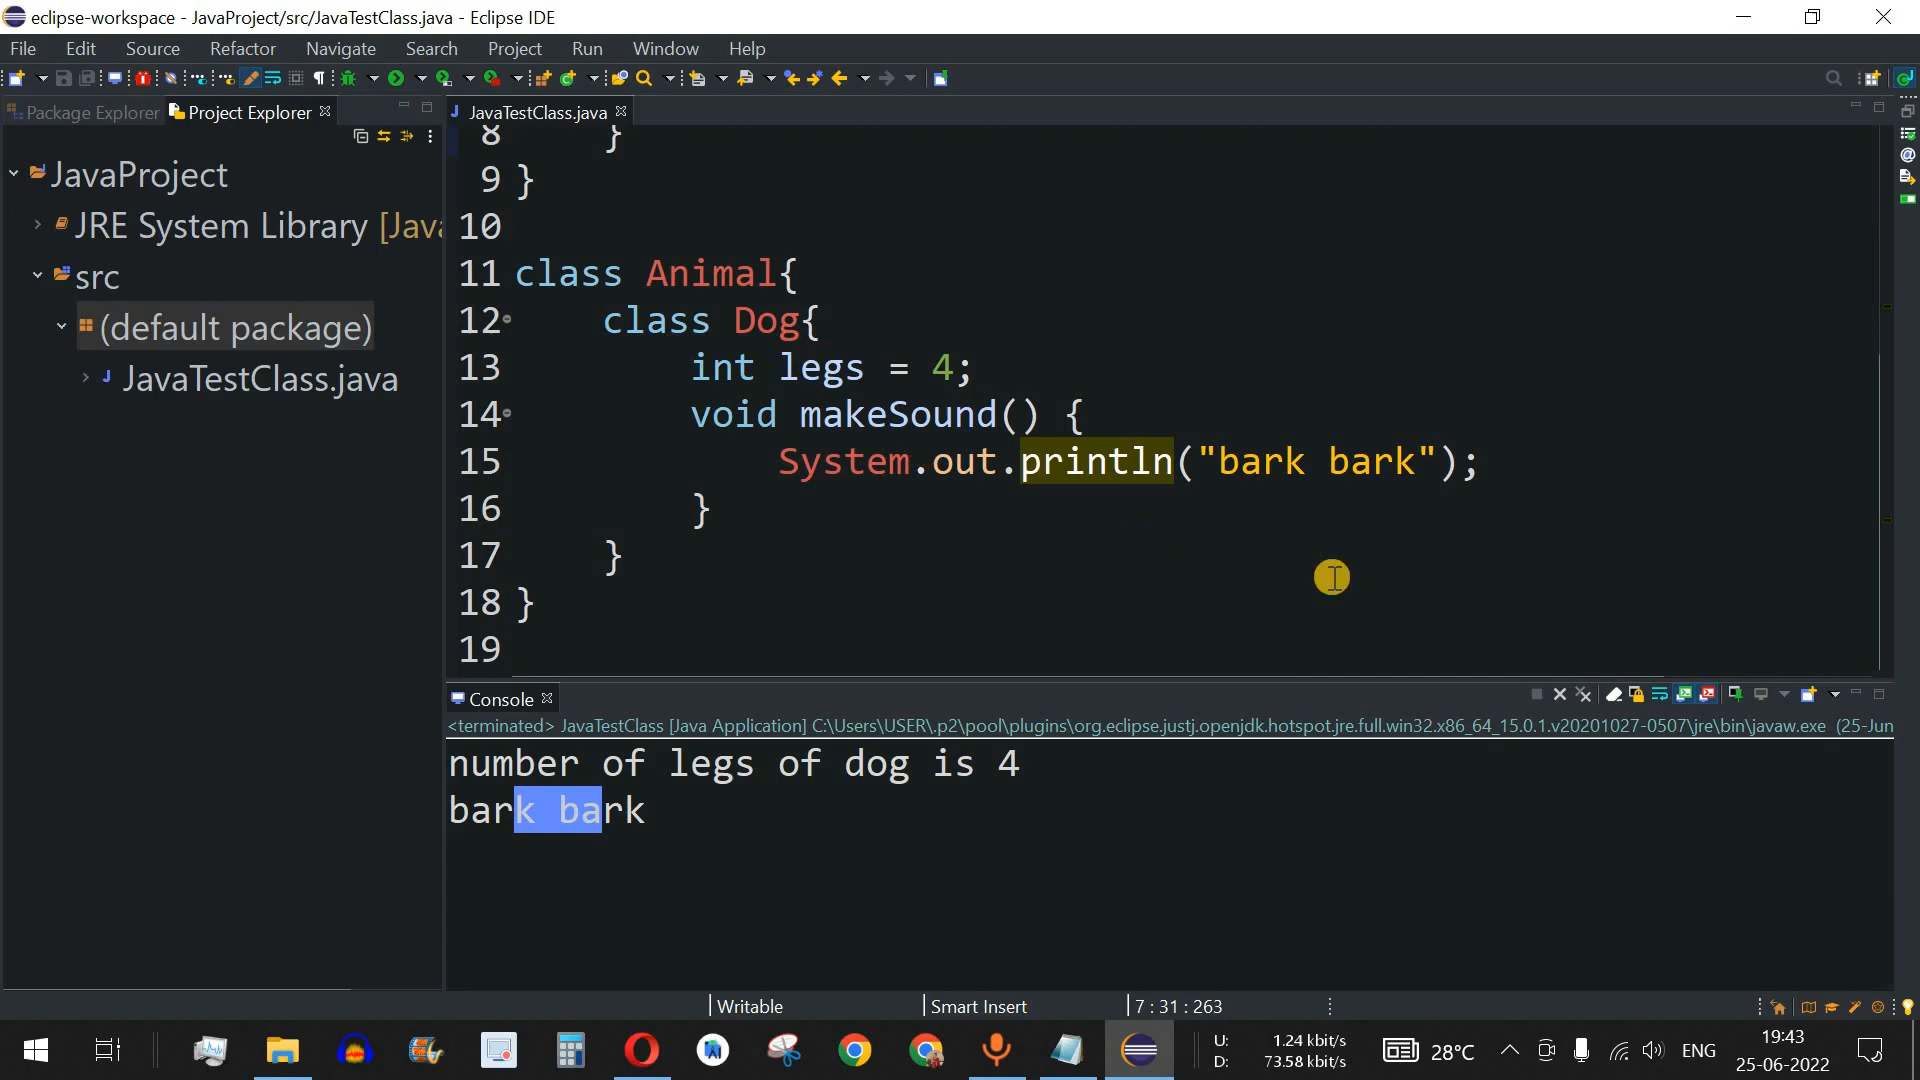 eclipse-workspace - JavaProject/src/JavaTestClass.java - Eclipse IDE
File Edit Source Refactor Navigate Search Project Run Window Help
Package Explorer Project Explorer JavaTestClass.java
JavaProject
JRE System Library [Java
src
(default package)
JavaTestClass.java
8 }
9 }
10
11 class Animal{
12 class Dog{
13 int legs = 4;
14 void makeSound() {
15 System.out.println("bark bark");
16 }
17 }
18 }
19
Console
<terminated> JavaTestClass [Java Application] C:\Users\USER\.p2\pool\plugins\org.eclipse.justj.openjdk.hotspot.jre.full.win32.x86_64_15.0.1.v20201027-0507\jre\bin\javaw.exe (25-Jun
number of legs of dog is 4
bark bark
Writable Smart Insert 7 : 31 : 263
U: 1.24 kbit/s
D: 73.58 kbit/s
28°C
ENG
19:43
25-06-2022